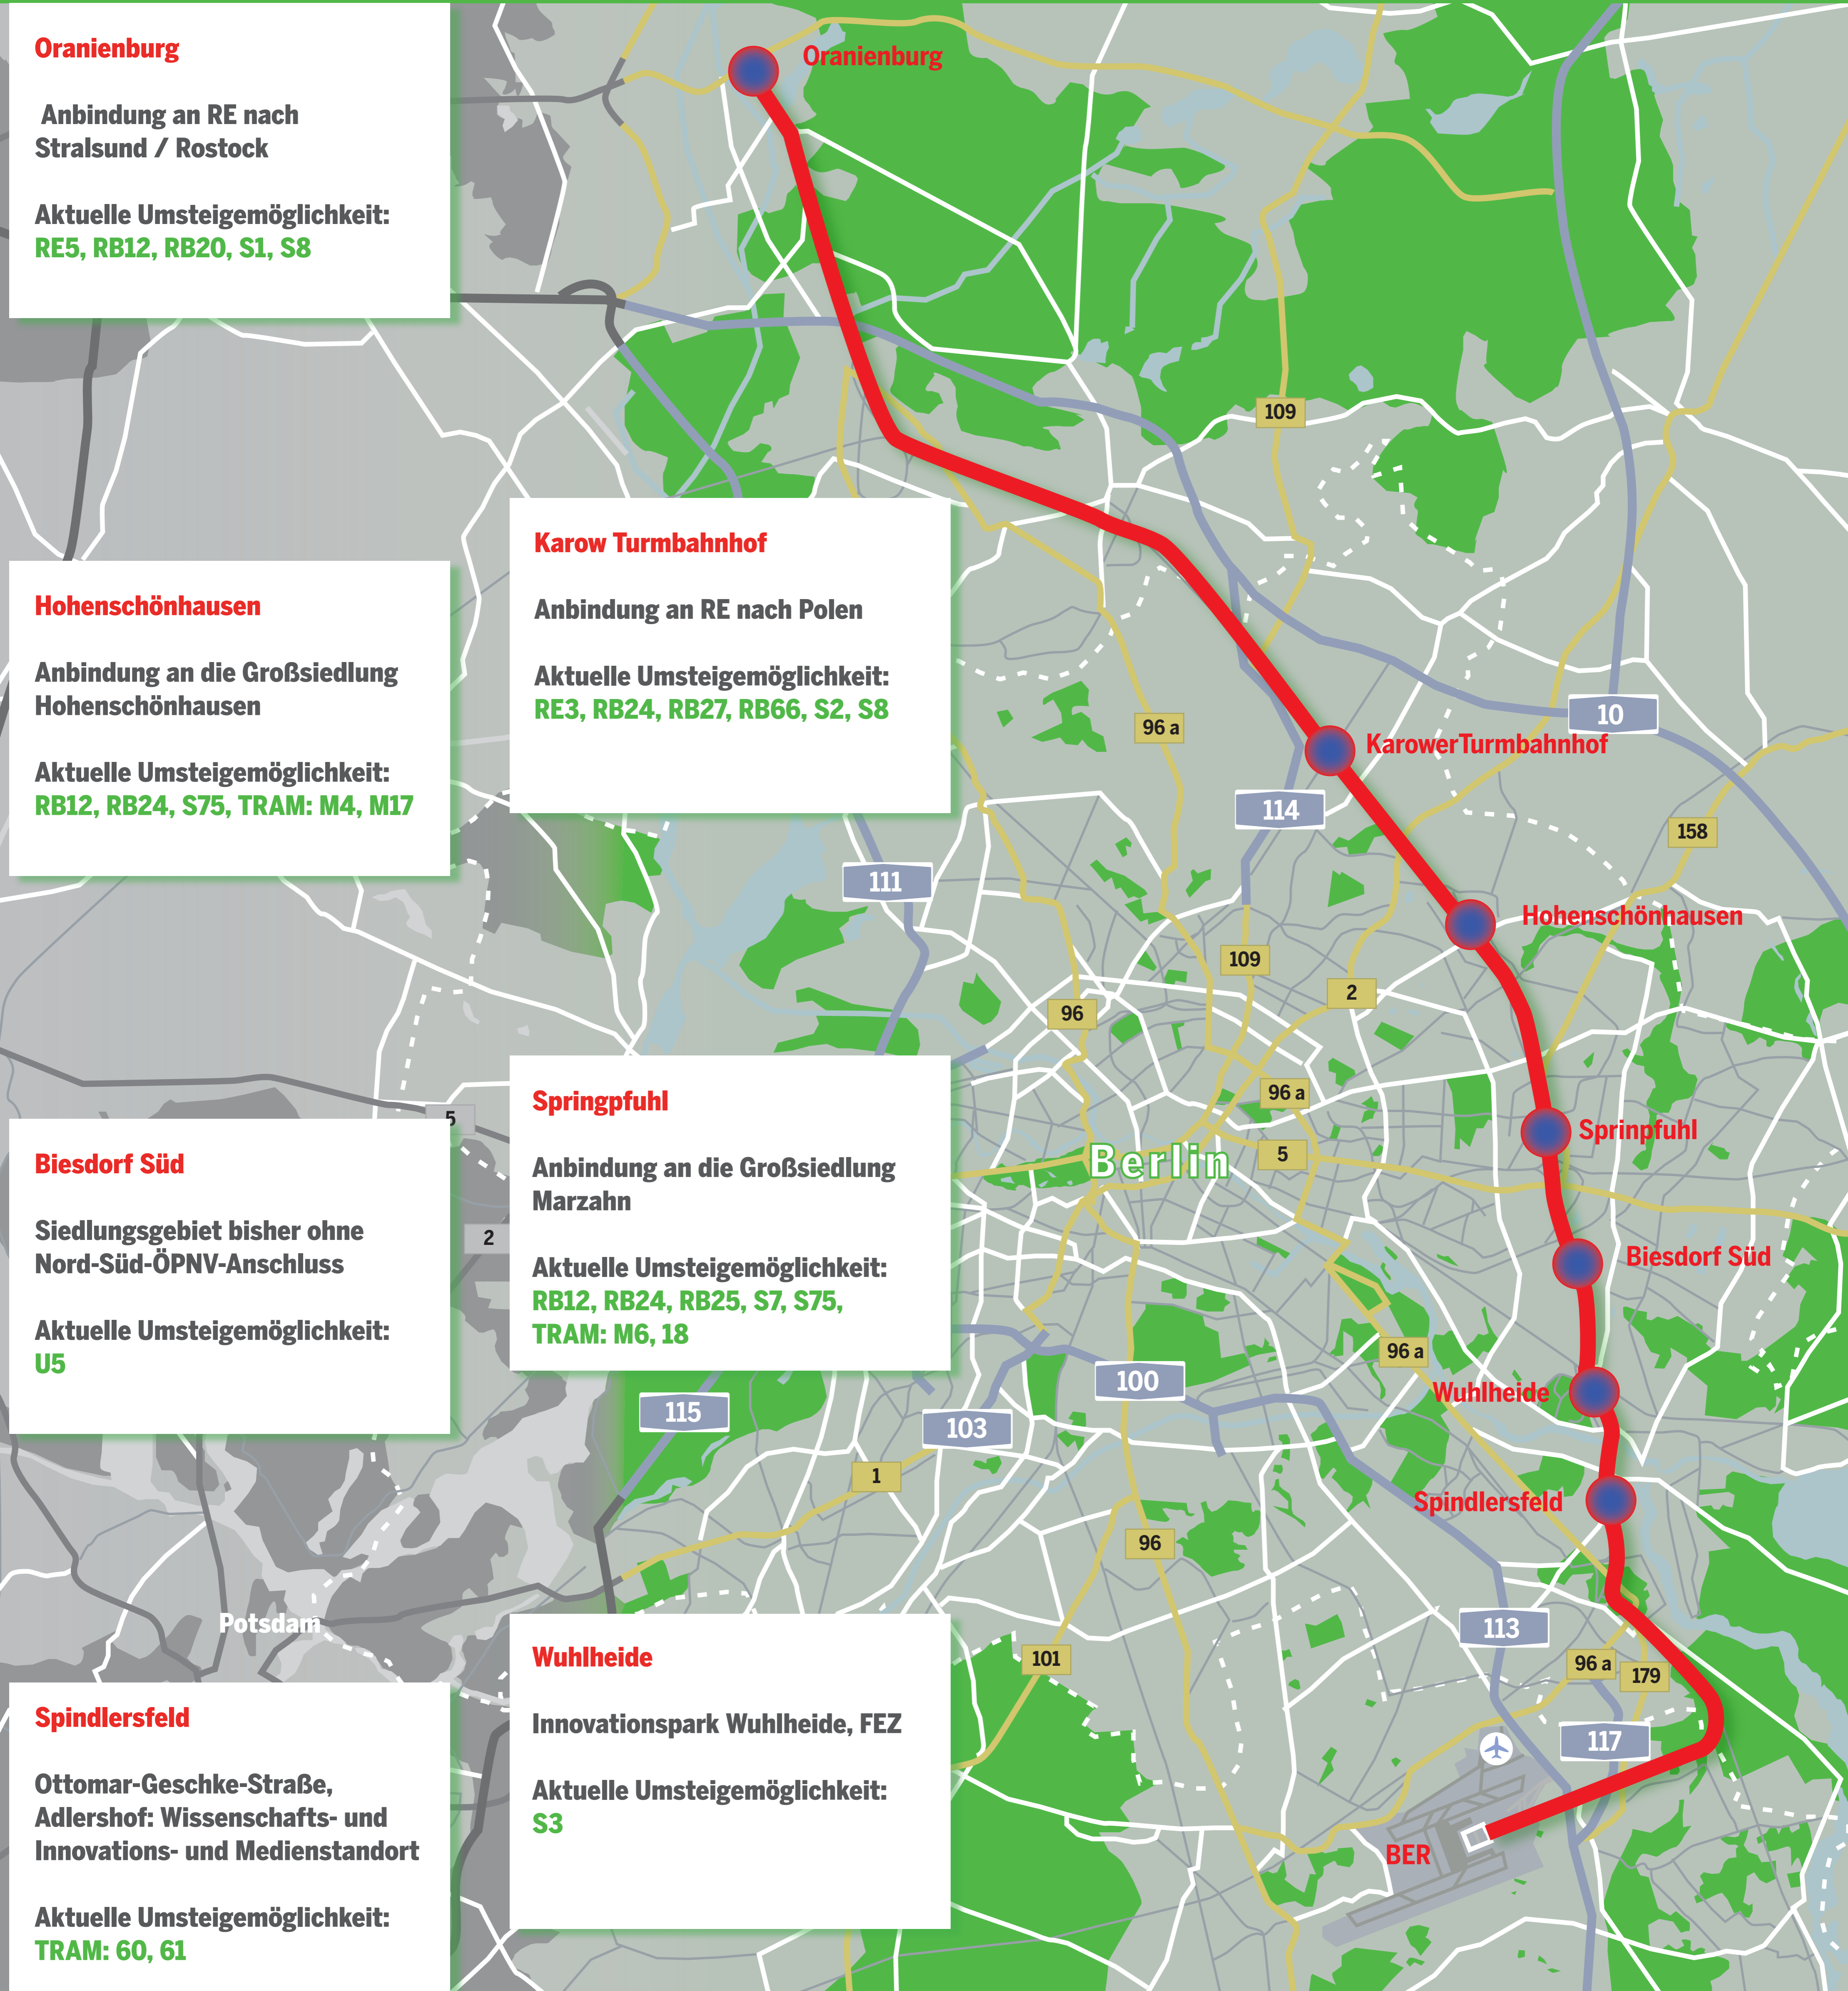 Oranienburg
Anbindung an RE nach
Stralsund / Rostock
Aktuelle Umsteigemöglichkeit:
RE5, RB12, RB20, S1, S8
Hohenschönhausen
Anbindung an die Großsiedlung
Hohenschönhausen
Aktuelle Umsteigemöglichkeit:
RB12, RB24, S75, TRAM: M4, M17
Karow Turmbahnhof
Anbindung an RE nach Polen
Aktuelle Umsteigemöglichkeit:
RE3, RB24, RB27, RB66, S2, S8
Biesdorf Süd
Siedlungsgebiet bisher ohne
Nord-Süd-ÖPNV-Anschluss
Aktuelle Umsteigemöglichkeit:
U5
Springpfuhl
Anbindung an die Großsiedlung
Marzahn
Aktuelle Umsteigemöglichkeit:
RB12, RB24, RB25, S7, S75,
TRAM: M6, 18
Spindlersfeld
Ottomar-Geschke-Straße,
Adlershof: Wissenschafts- und
Innovations- und Medienstandort
Aktuelle Umsteigemöglichkeit:
TRAM: 60, 61
Wuhlheide
Innovationspark Wuhlheide, FEZ
Aktuelle Umsteigemöglichkeit:
S3
Oranienburg
109
96 a
10
KarowerTurmbahnhof
114
158
111
Hohenschönhausen
109
2
96
96 a
5
Sprinpfuhl
5
Berlin
2
Biesdorf Süd
96 a
100
Wuhlheide
115
103
1
Spindlersfeld
96
Potsdam
113
101
96 a
179
117
BER